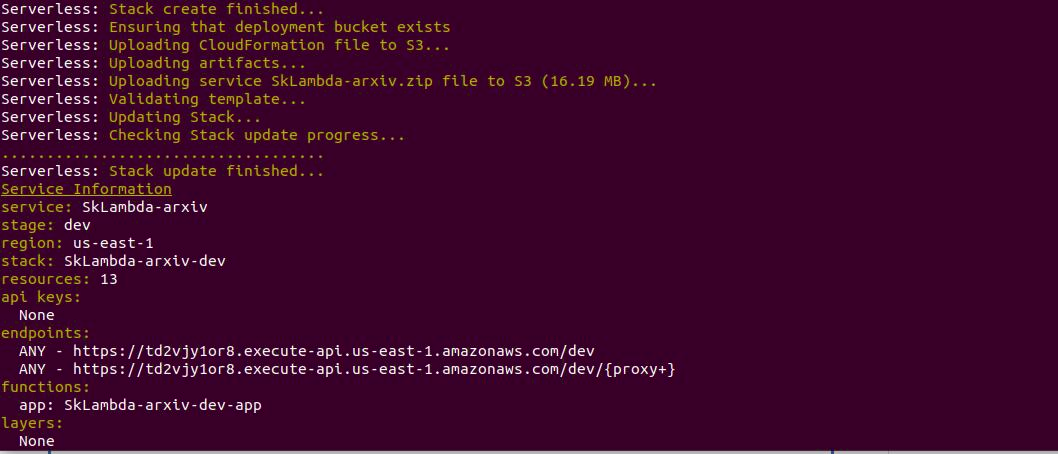 Serverless: Stack create finished...
Serverless: Ensuring that deployment bucket exists
Serverless: Uploading CloudFormation file to S3...
Serverless: Uploading artifacts...
Serverless: Uploading service SkLambda-arxiv.zip file to S3 (16.19 MB)...
Serverless: Validating template...
Serverless: Updating Stack...
Serverless: Checking Stack update progress...
....................................
Serverless: Stack update finished...
Service Information
service: SkLambda-arxiv
stage: dev
region: us-east-1
stack: SkLambda-arxiv-dev
resources: 13
api keys:
  None
endpoints:
  ANY - https://td2vjy1or8.execute-api.us-east-1.amazonaws.com/dev
  ANY - https://td2vjy1or8.execute-api.us-east-1.amazonaws.com/dev/{proxy+}
functions:
  app: SkLambda-arxiv-dev-app
layers:
  None